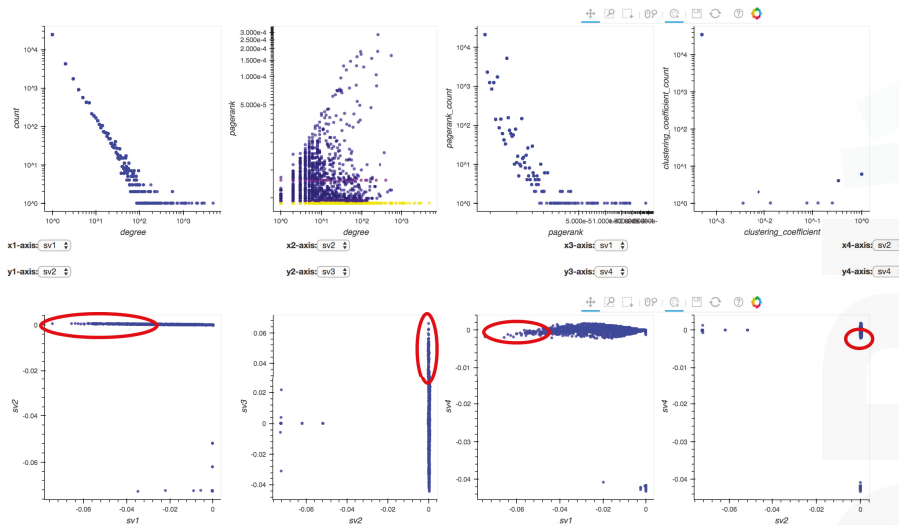 10^4
10^3
10^2
10^1
10^0
count
10^0
10^1
10^2
10^3
degree
3.000e-4
2.000e-4
1.500e-4
1.000e-4
5.000e-5
pagerank
10^0
10^1
10^2
10^3
degree
10^4
10^3
10^2
10^1
10^0
pagerank_count
pagerank
10^4
10^3
10^2
10^1
10^0
clustering_coefficient_count
10^-3
10^-2
10^-1
10^0
clustering_coefficient
x1-axis: sv1
x2-axis: sv2
x3-axis: sv1
x4-axis: sv2
y1-axis: sv2
y2-axis: sv3
y3-axis: sv4
y4-axis: sv4
0
-0.02
-0.04
-0.06
sv2
-0.06
-0.04
-0.02
0
sv1
0.06
0.04
0.02
0
-0.02
-0.04
sv3
-0.06
-0.04
-0.02
0
sv2
0
-0.01
-0.02
-0.03
-0.04
sv4
-0.06
-0.04
-0.02
0
sv1
0
-0.01
-0.02
-0.03
-0.04
sv4
-0.06
-0.04
-0.02
0
sv2